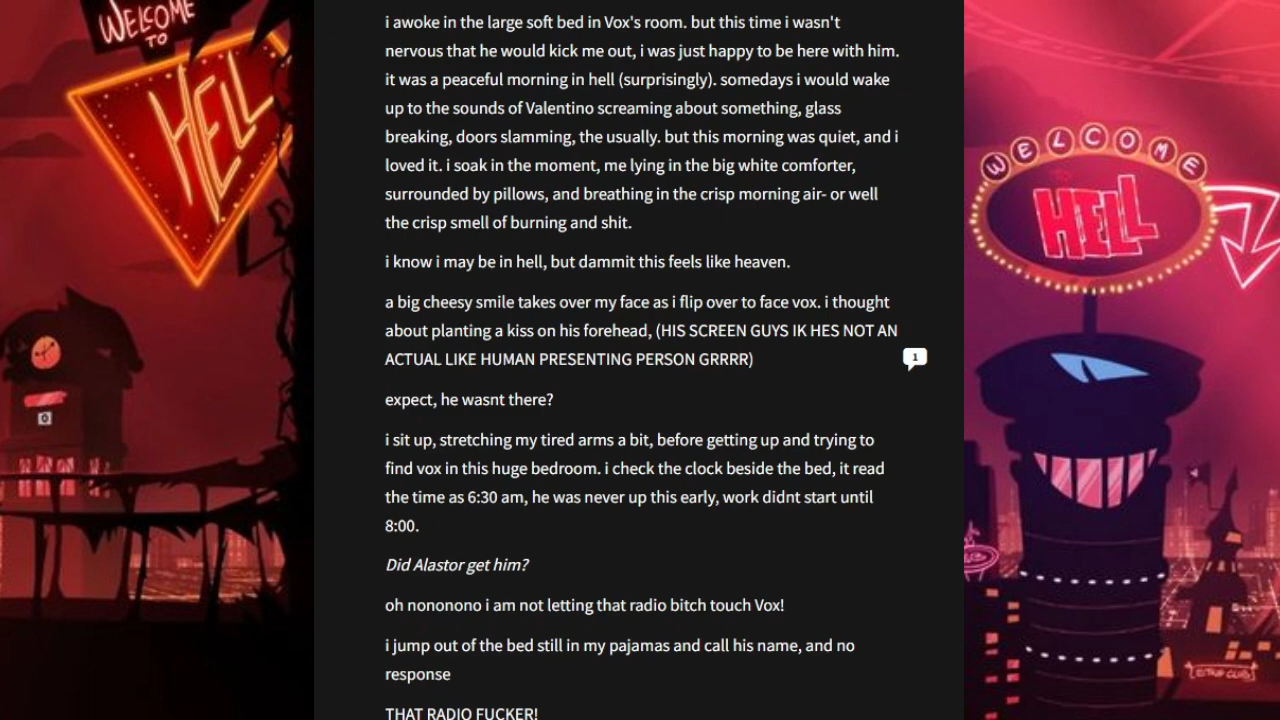 WELCOME
TO
HELL
i awoke in the large soft bed in Vox's room. but this time i wasn't
nervous that he would kick me out, i was just happy to be here with him.
it was a peaceful morning in hell (surprisingly). somedays i would wake
up to the sounds of Valentino screaming about something, glass
breaking, doors slamming, the usually. but this morning was quiet, and i
loved it. i soak in the moment, me lying in the big white comforter,
surrounded by pillows, and breathing in the crisp morning air- or well
the crisp smell of burning and shit.
i know i may be in hell, but dammit this feels like heaven.
a big cheesy smile takes over my face as i flip over to face vox. i thought
about planting a kiss on his forehead, (HIS SCREEN GUYS IK HES NOT AN
ACTUAL LIKE HUMAN PRESENTING PERSON GRRRR)
1
expect, he wasnt there?
i sit up, stretching my tired arms a bit, before getting up and trying to
find vox in this huge bedroom. i check the clock beside the bed, it read
the time as 6:30 am, he was never up this early, work didnt start until
8:00.
Did Alastor get him?
oh nononono i am not letting that radio bitch touch Vox!
i jump out of the bed still in my pajamas and call his name, and no
response
THAT RADIO FUCKER!
WELCOME
HELL